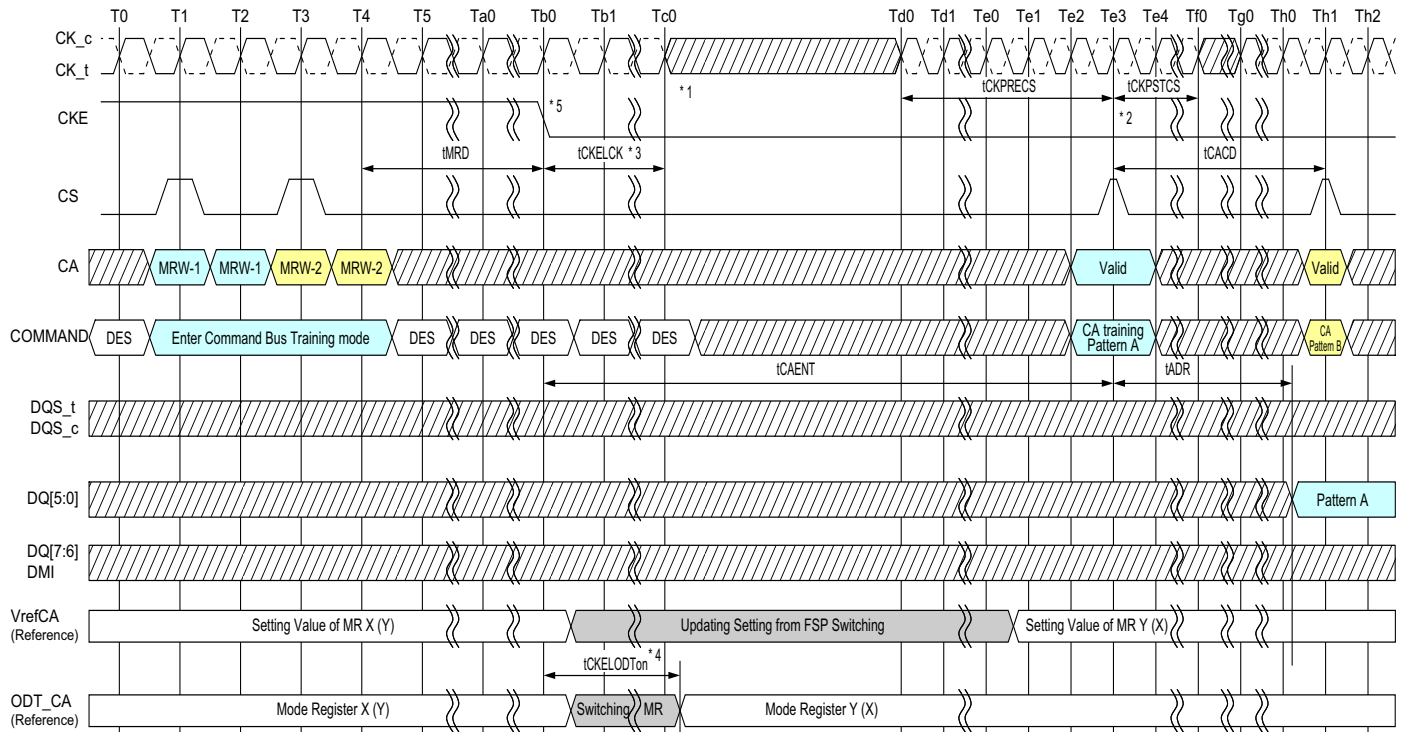 T0 T1 T2 T3 T4 T5 Ta0 Tb0 Tb1 Tc0 Td0 Td1 Te0 Te1 Te2 Te3 Te4 Tf0 Tg0 Th0 Th1 Th2
CK_c
CK_t
* 1
tCKPRECS tCKPSTCS
CKE
* 5
* 2
tMRD tCKELCK * 3 tCACD
CS
CA MRW-1 MRW-1 MRW-2 MRW-2 Valid Valid
COMMAND DES Enter Command Bus Training mode DES DES DES DES DES CA training Pattern A CA Pattern B
tCAENT tADR
DQS_t
DQS_c
DQ[5:0] Pattern A
DQ[7:6]
DMI
VrefCA
(Reference)
Setting Value of MR X (Y) Updating Setting from FSP Switching Setting Value of MR Y (X)
tCKELODTon * 4
ODT_CA
(Reference)
Mode Register X (Y) Switching MR Mode Register Y (X)